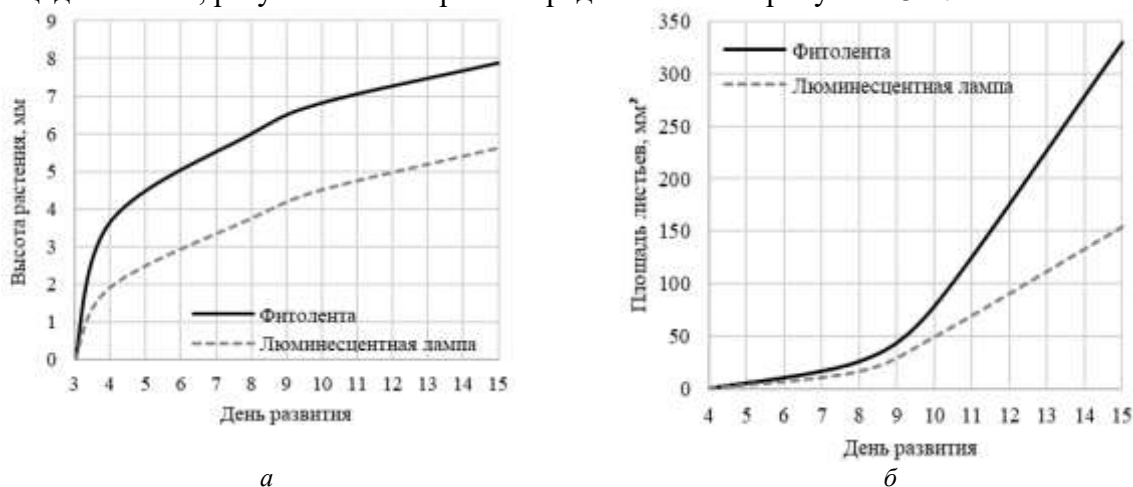 9
8
7
6
5
4
3
2
1
0
Высота растения, мм
Фитолента
Люминесцентная лампа
3 4 5 6 7 8 9 10 11 12 13 14 15
День развития
а
350
300
250
200
150
100
50
0
Площадь листьев, мм²
Фитолента
Люминесцентная лампа
4 5 6 7 8 9 10 11 12 13 14 15
День развития
б